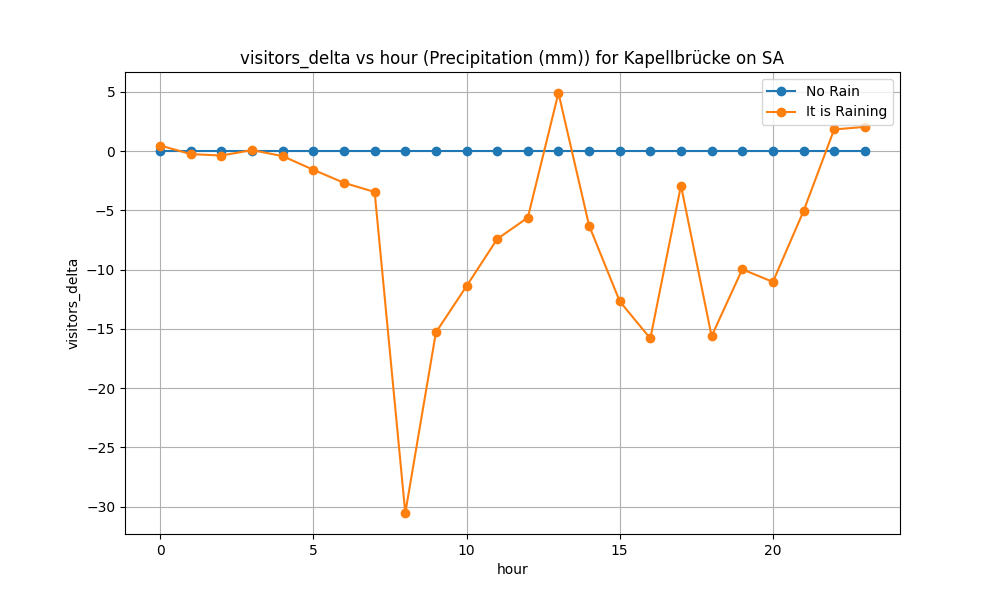 visitors_delta vs hour (Precipitation (mm)) for Kapellbrücke on SA
No Rain
It is Raining
5
0
−5
−10
−15
−20
−25
−30
visitors_delta
0 5 10 15 20
hour